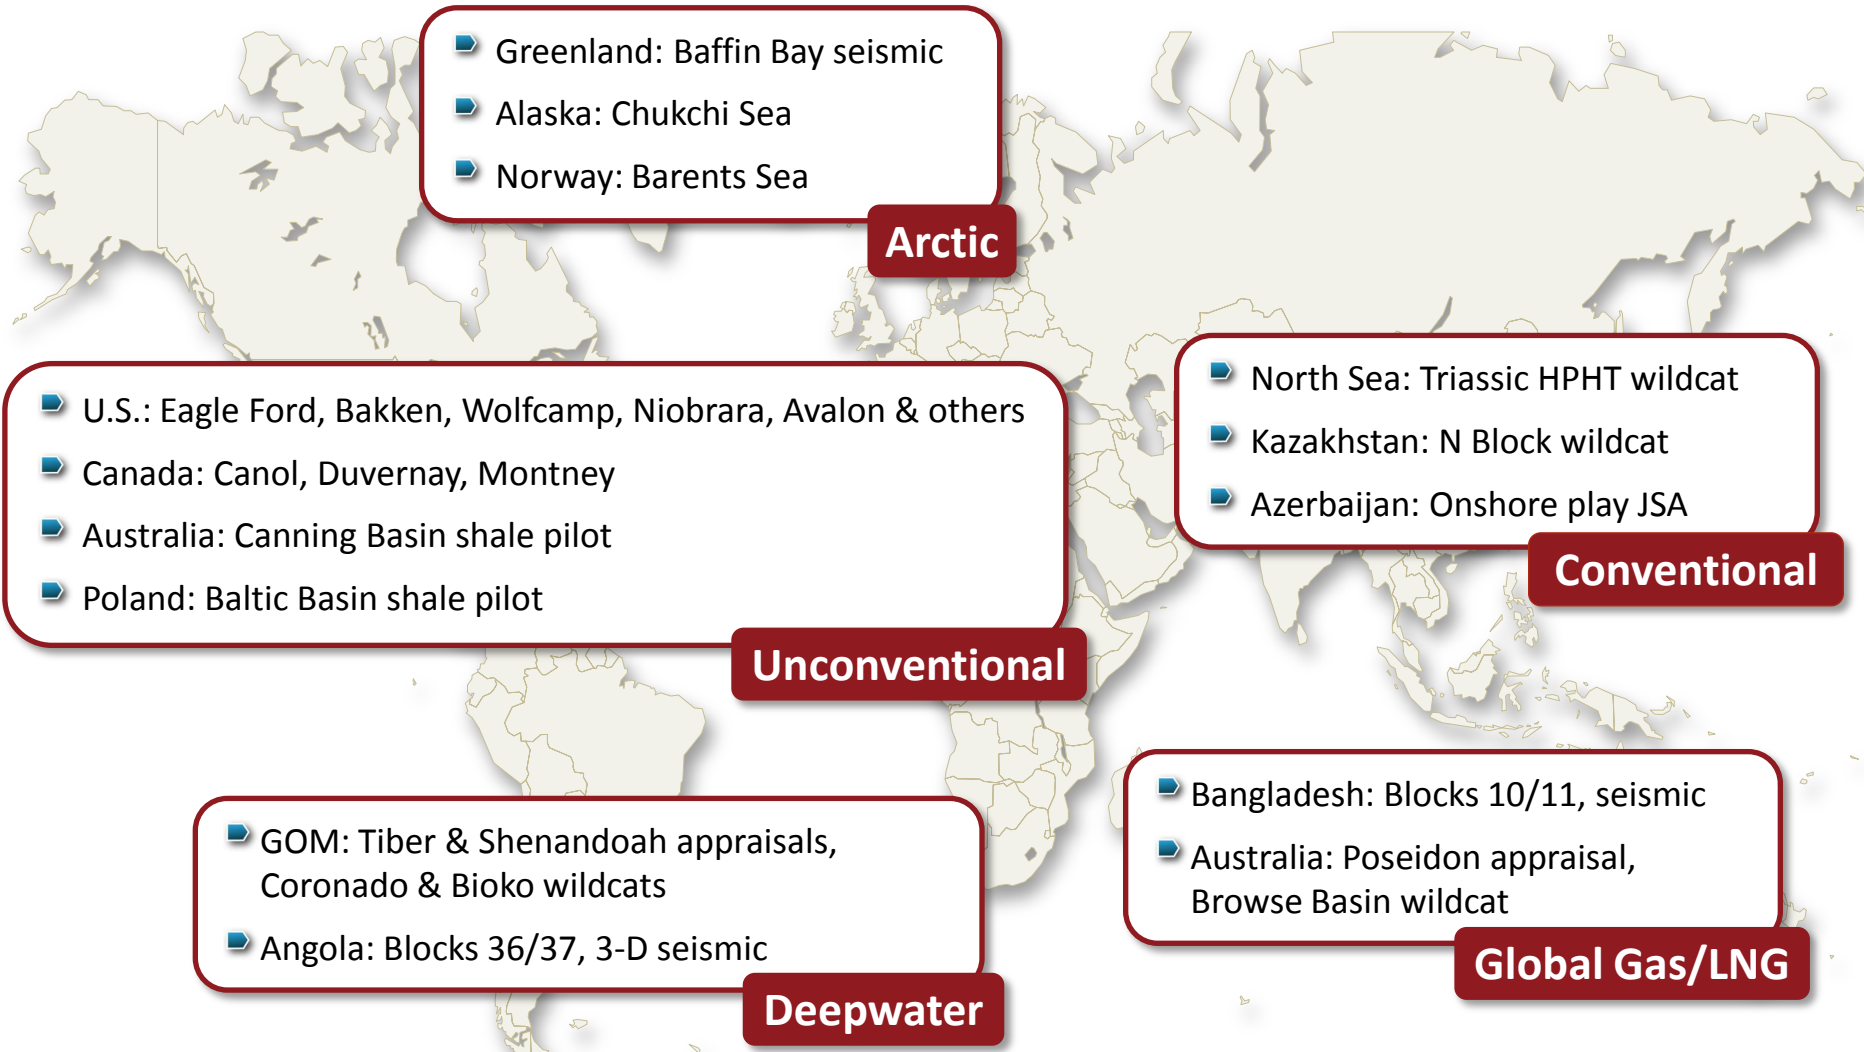 Greenland: Baffin Bay seismic
Alaska: Chukchi Sea
Norway: Barents Sea
Arctic
U.S.: Eagle Ford, Bakken, Wolfcamp, Niobrara, Avalon & others
Canada: Canol, Duvernay, Montney
Australia: Canning Basin shale pilot
Poland: Baltic Basin shale pilot
Unconventional
North Sea: Triassic HPHT wildcat
Kazakhstan: N Block wildcat
Azerbaijan: Onshore play JSA
Conventional
GOM: Tiber & Shenandoah appraisals,
Coronado & Bioko wildcats
Angola: Blocks 36/37, 3-D seismic
Deepwater
Bangladesh: Blocks 10/11, seismic
Australia: Poseidon appraisal,
Browse Basin wildcat
Global Gas/LNG